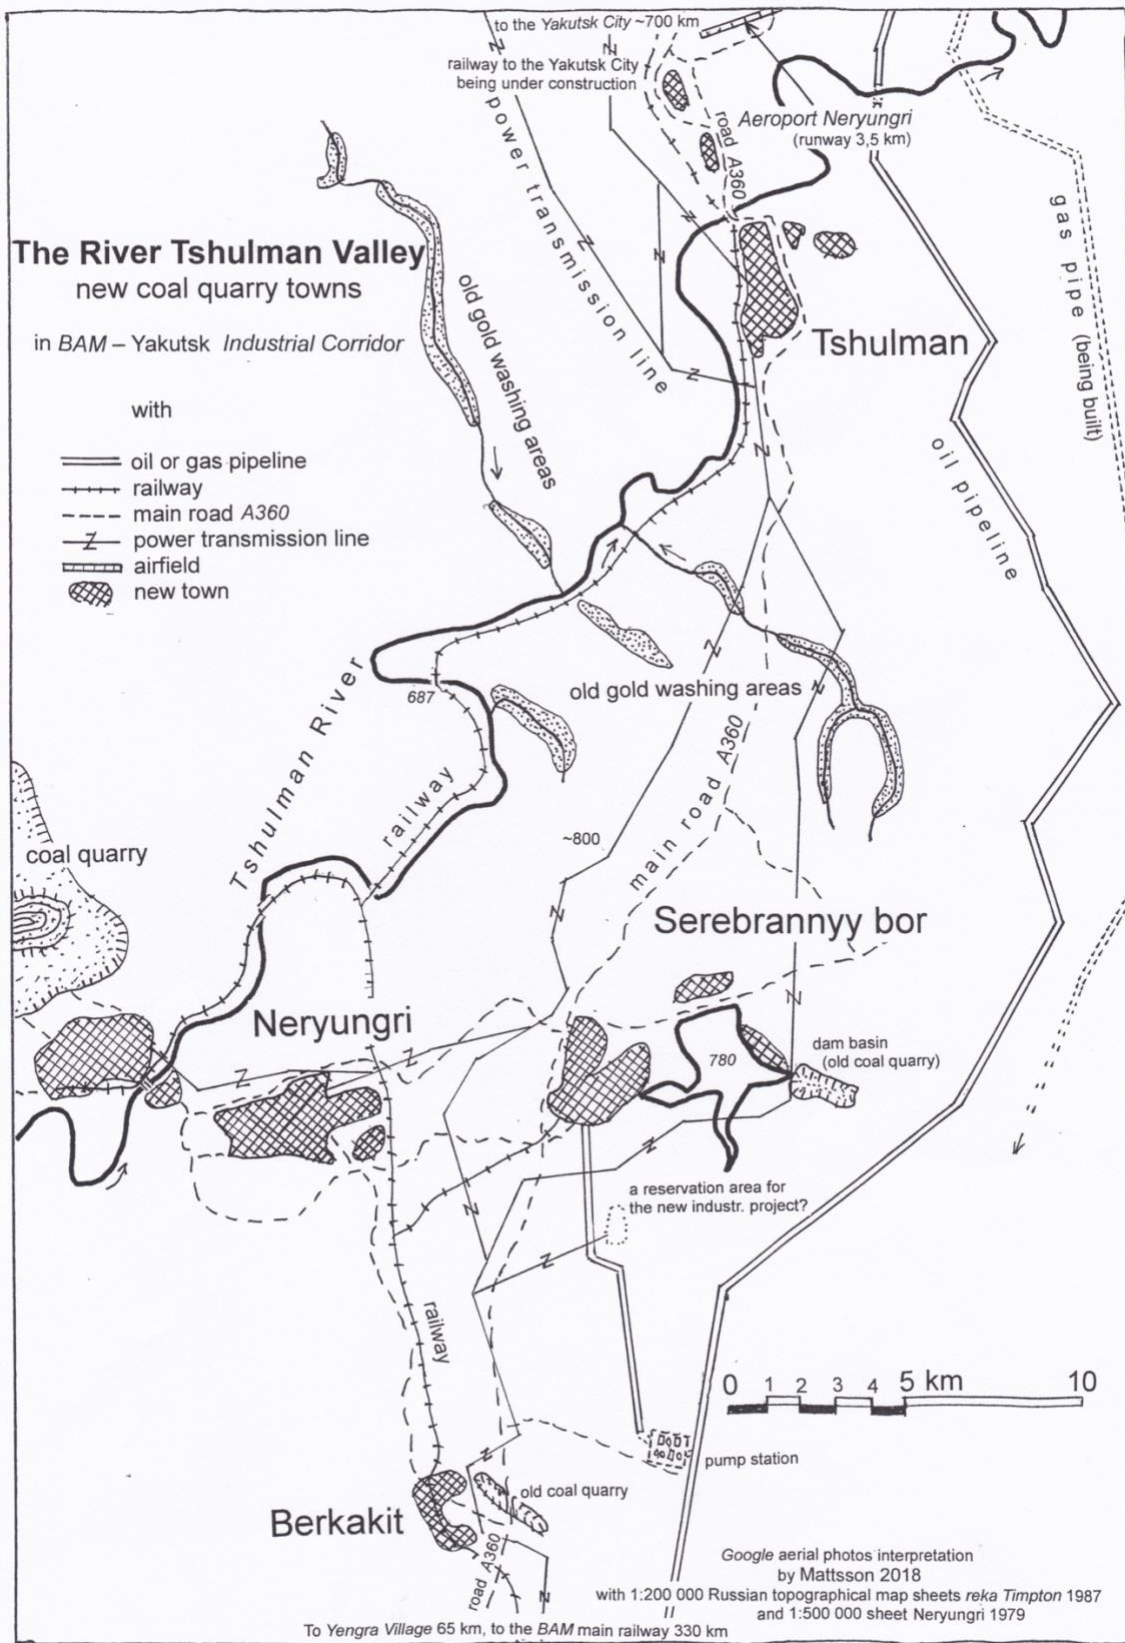 to the Yakutsk City ~700 km
railway to the Yakutsk City
being under construction
power transmission line
road A360
Aeroport Neryungri
(runway 3,5 km)
gas pipe (being built)
The River Tshulman Valley
new coal quarry towns
in BAM – Yakutsk Industrial Corridor
with
oil or gas pipeline
railway
main road A360
power transmission line
airfield
new town
old gold washing areas
Tshulman
oil pipeline
old gold washing areas
687
Tshulman River
railway
main road A360
~800
coal quarry
Serebrannyy bor
Neryungri
780
dam basin
(old coal quarry)
a reservation area for
the new industr. project?
railway
0 1 2 3 4 5 km 10
pump station
old coal quarry
Berkakit
road A360
Google aerial photos interpretation
by Mattsson 2018
with 1:200 000 Russian topographical map sheets reka Timpton 1987
and 1:500 000 sheet Neryungri 1979
To Yengra Village 65 km, to the BAM main railway 330 km